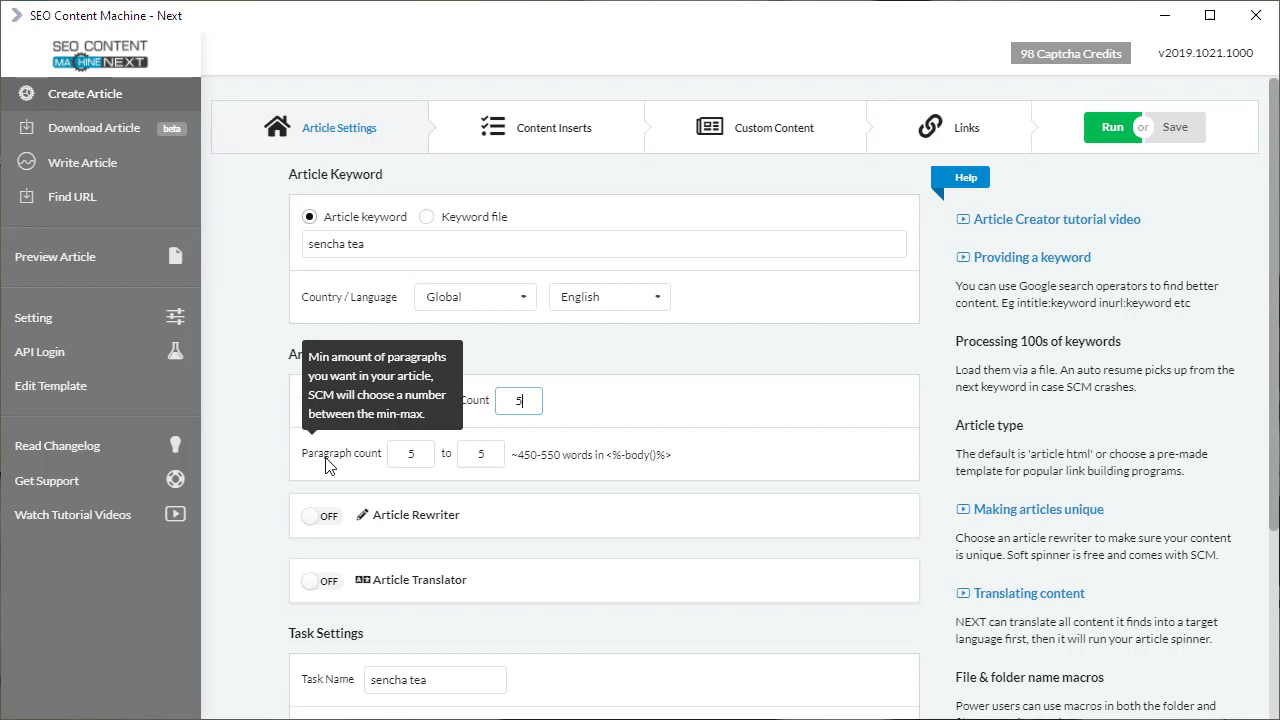 SEO Content Machine - Next
SEO CONTENT
MACHINE NEXT
98 Captcha Credits
v2019.1021.1000
Create Article
Download Article
beta
Write Article
Find URL
Preview Article
Setting
API Login
Edit Template
Read Changelog
Get Support
Watch Tutorial Videos
Article Settings
Content Inserts
Custom Content
Links
Run
or
Save
Article Keyword
Article keyword
Keyword file
sencha tea
Country / Language
Global
English
Min amount of paragraphs
you want in your article,
SCM will choose a number
between the min-max.
5
Paragraph count
5
to
5
~450-550 words in <%-body()%>
OFF
Article Rewriter
OFF
Article Translator
Task Settings
Task Name
sencha tea
Help
Article Creator tutorial video
Providing a keyword
You can use Google search operators to find better
content. Eg intitle:keyword inurl:keyword etc
Processing 100s of keywords
Load them via a file. An auto resume picks up from the
next keyword in case SCM crashes.
Article type
The default is 'article html' or choose a pre-made
template for popular link building programs.
Making articles unique
Choose an article rewriter to make sure your content
is unique. Soft spinner is free and comes with SCM.
Translating content
NEXT can translate all content it finds into a target
language first, then it will run your article spinner.
File & folder name macros
Power users can use macros in both the folder and